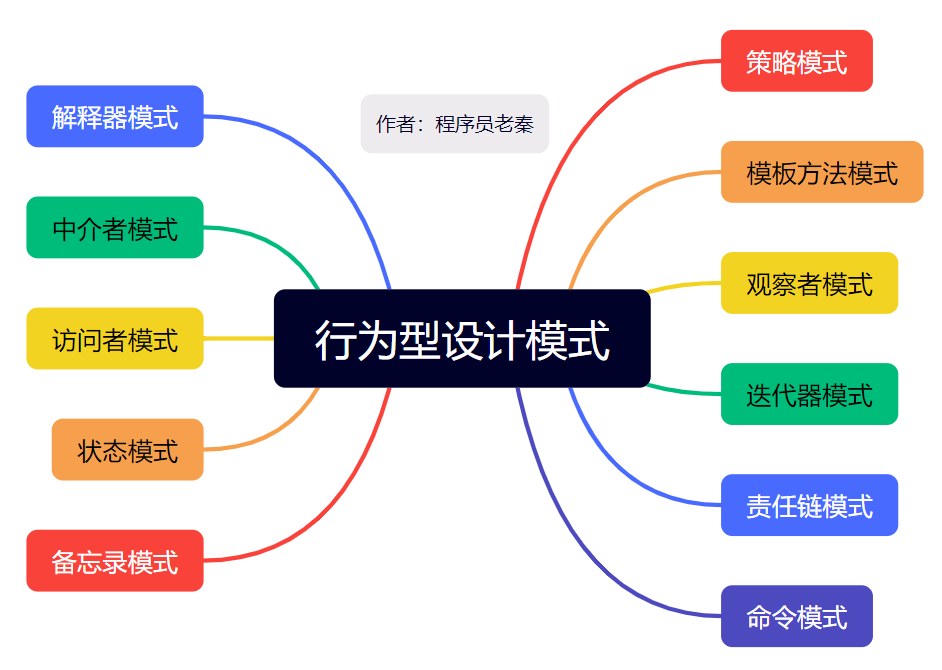 作者：程序员老秦
行为型设计模式
策略模式
模板方法模式
观察者模式
迭代器模式
责任链模式
命令模式
解释器模式
中介者模式
访问者模式
状态模式
备忘录模式